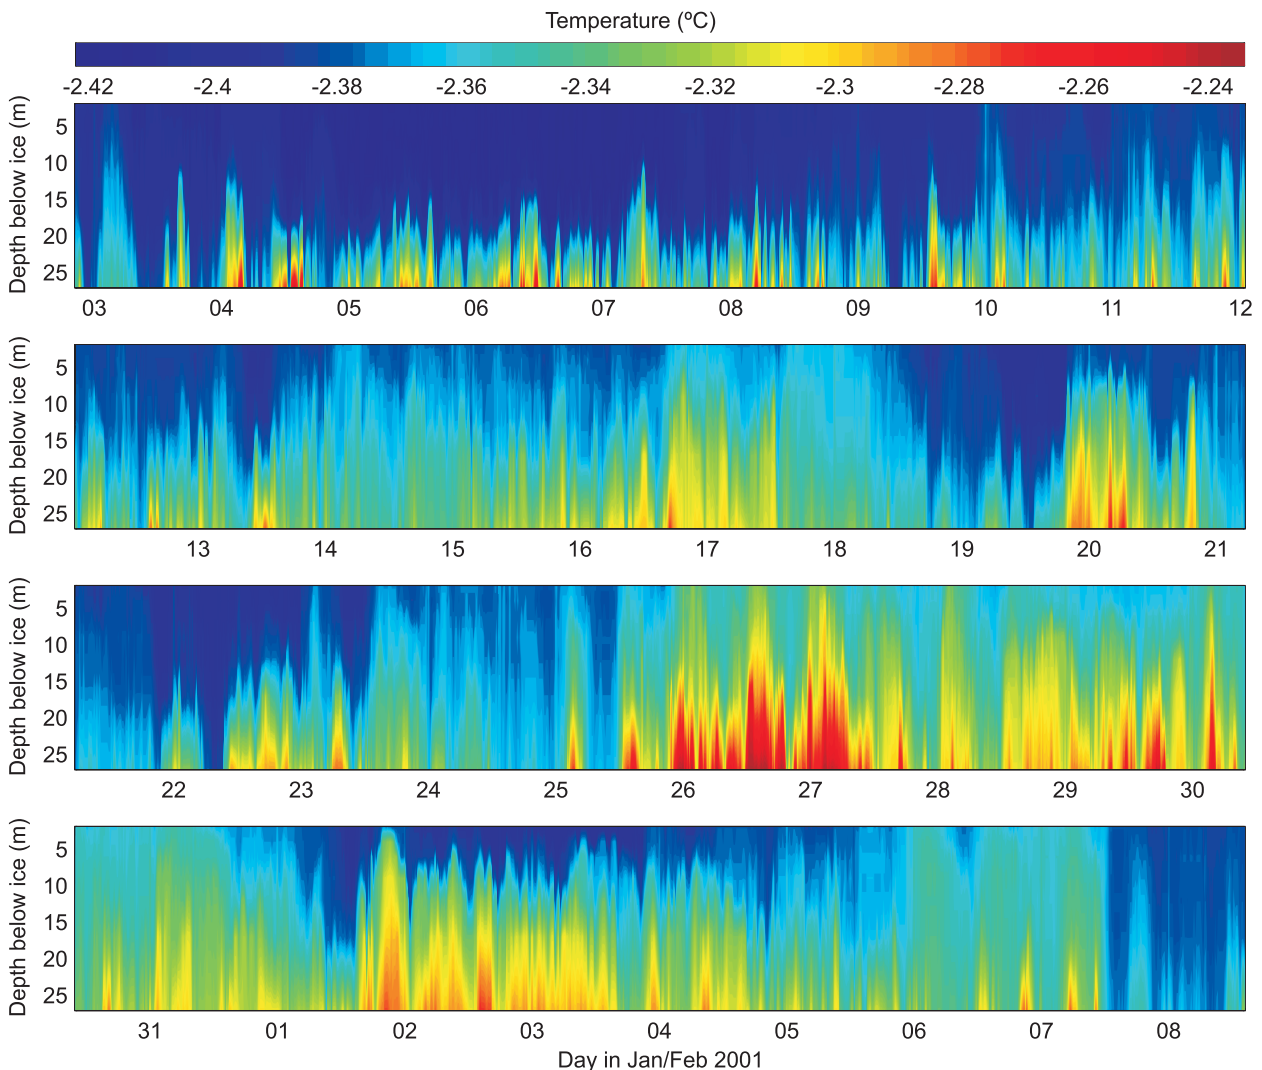 Temperature (ºC)
-2.42 -2.4 -2.38 -2.36 -2.34 -2.32 -2.3 -2.28 -2.26 -2.24
Depth below ice (m)
5
10
15
20
25
03 04 05 06 07 08 09 10 11 12
Depth below ice (m)
5
10
15
20
25
13 14 15 16 17 18 19 20 21
Depth below ice (m)
5
10
15
20
25
22 23 24 25 26 27 28 29 30
Depth below ice (m)
5
10
15
20
25
31 01 02 03 04 05 06 07 08
Day in Jan/Feb 2001